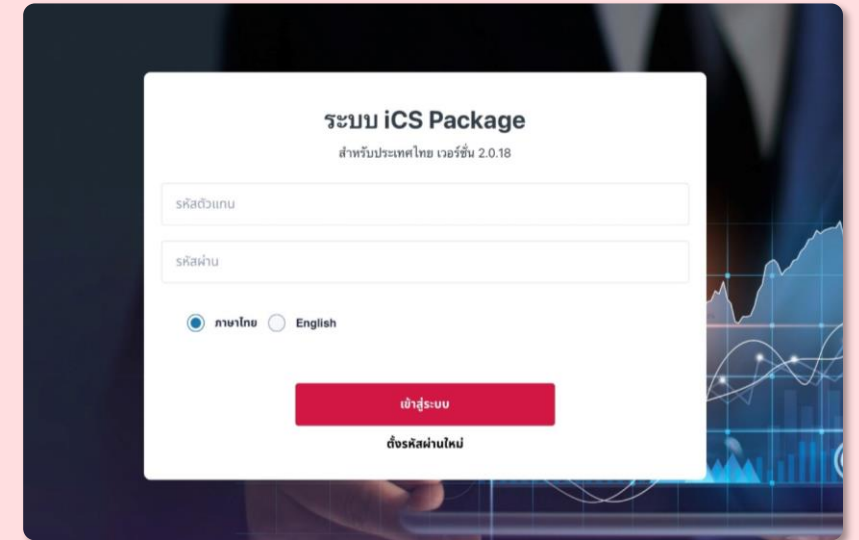 ระบบ iCS Package
สำหรับประเทศไทย เวอร์ชั่น 2.0.18
รหัสตัวแทน
รหัสผ่าน
ภาษาไทย English
เข้าสู่ระบบ
ตั้งรหัสผ่านใหม่